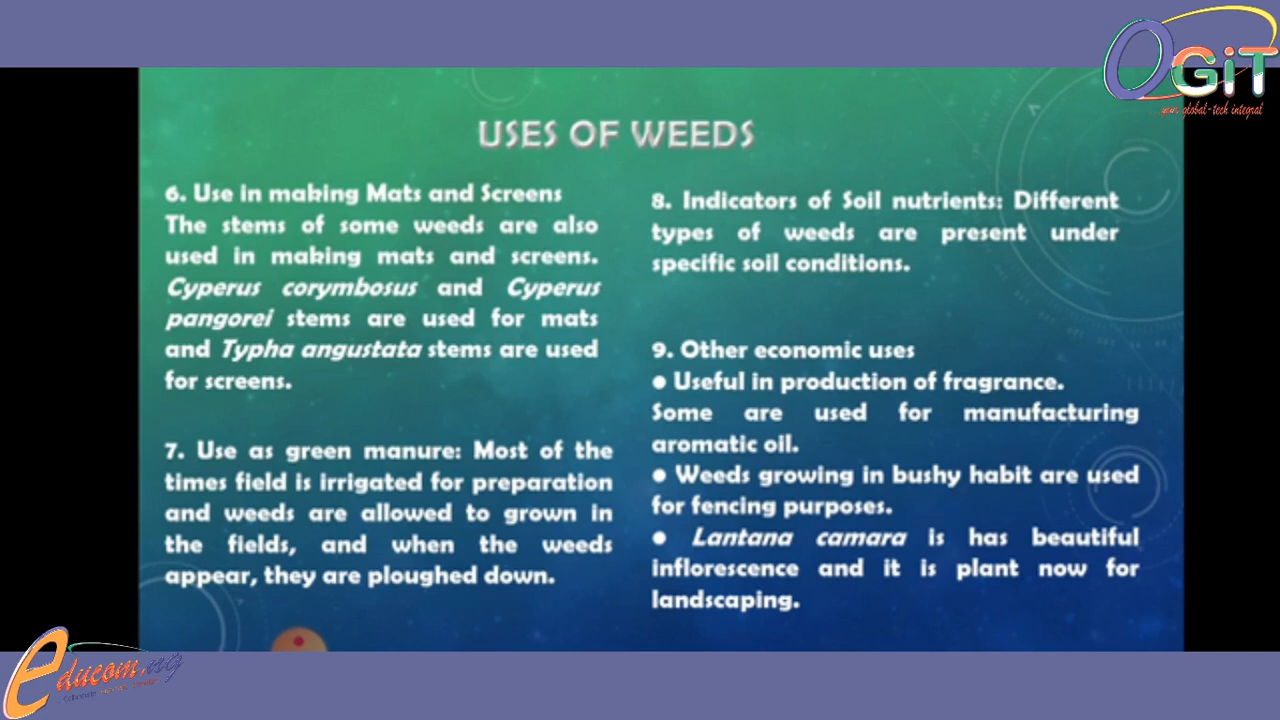 OGiT
your global-tech integral
USES OF WEEDS
6. Use in making Mats and Screens
The stems of some weeds are also
used in making mats and screens.
Cyperus corymbosus and Cyperus
pangorei stems are used for mats
and Typha angustata stems are used
for screens.
7. Use as green manure: Most of the
times field is irrigated for preparation
and weeds are allowed to grown in
the fields, and when the weeds
appear, they are ploughed down.
8. Indicators of Soil nutrients: Different
types of weeds are present under
specific soil conditions.
9. Other economic uses
● Useful in production of fragrance.
Some are used for manufacturing
aromatic oil.
● Weeds growing in bushy habit are used
for fencing purposes.
● Lantana camara is has beautiful
inflorescence and it is plant now for
landscaping.
Educom.ng